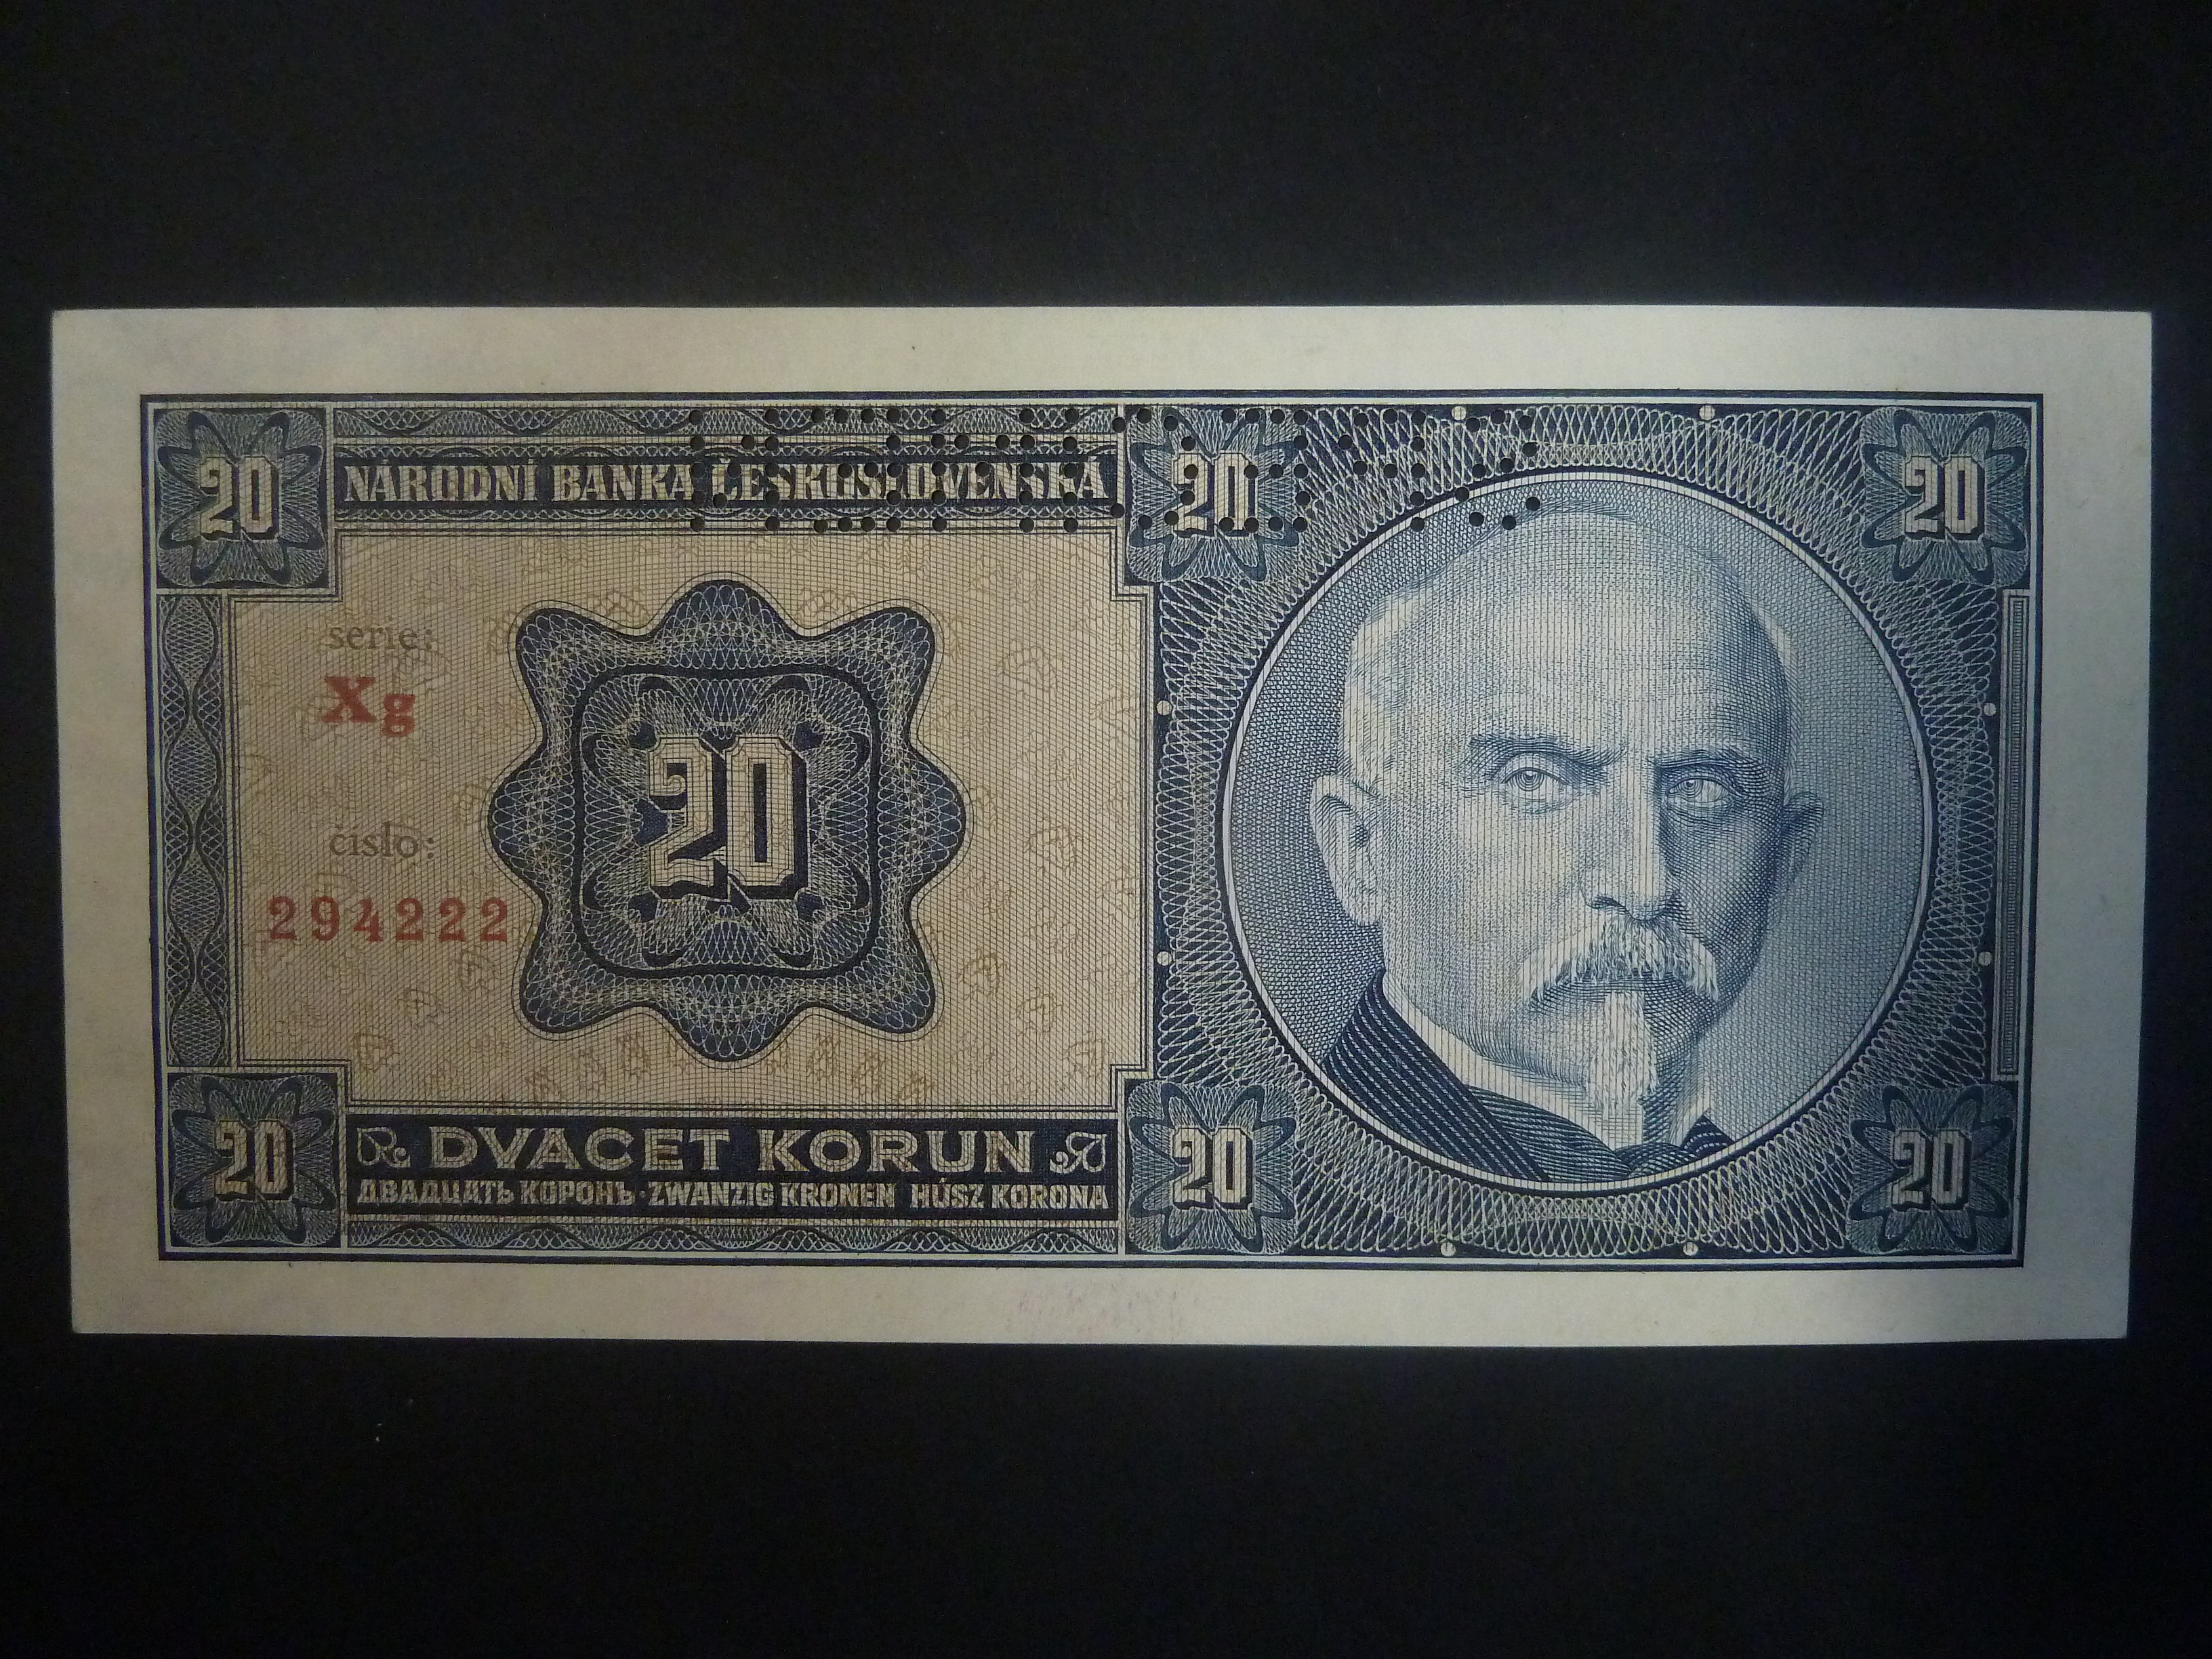 20
NÁRODNÍ BANKA ČESKOSLOVENSKÁ
20
20
serie:
Xg
20
číslo:
294222
20
DVACET KORUN
ДВАДЦАТЬ КОРОНЬ · ZWANZIG KRONEN HÚSZ KORONA
20
20